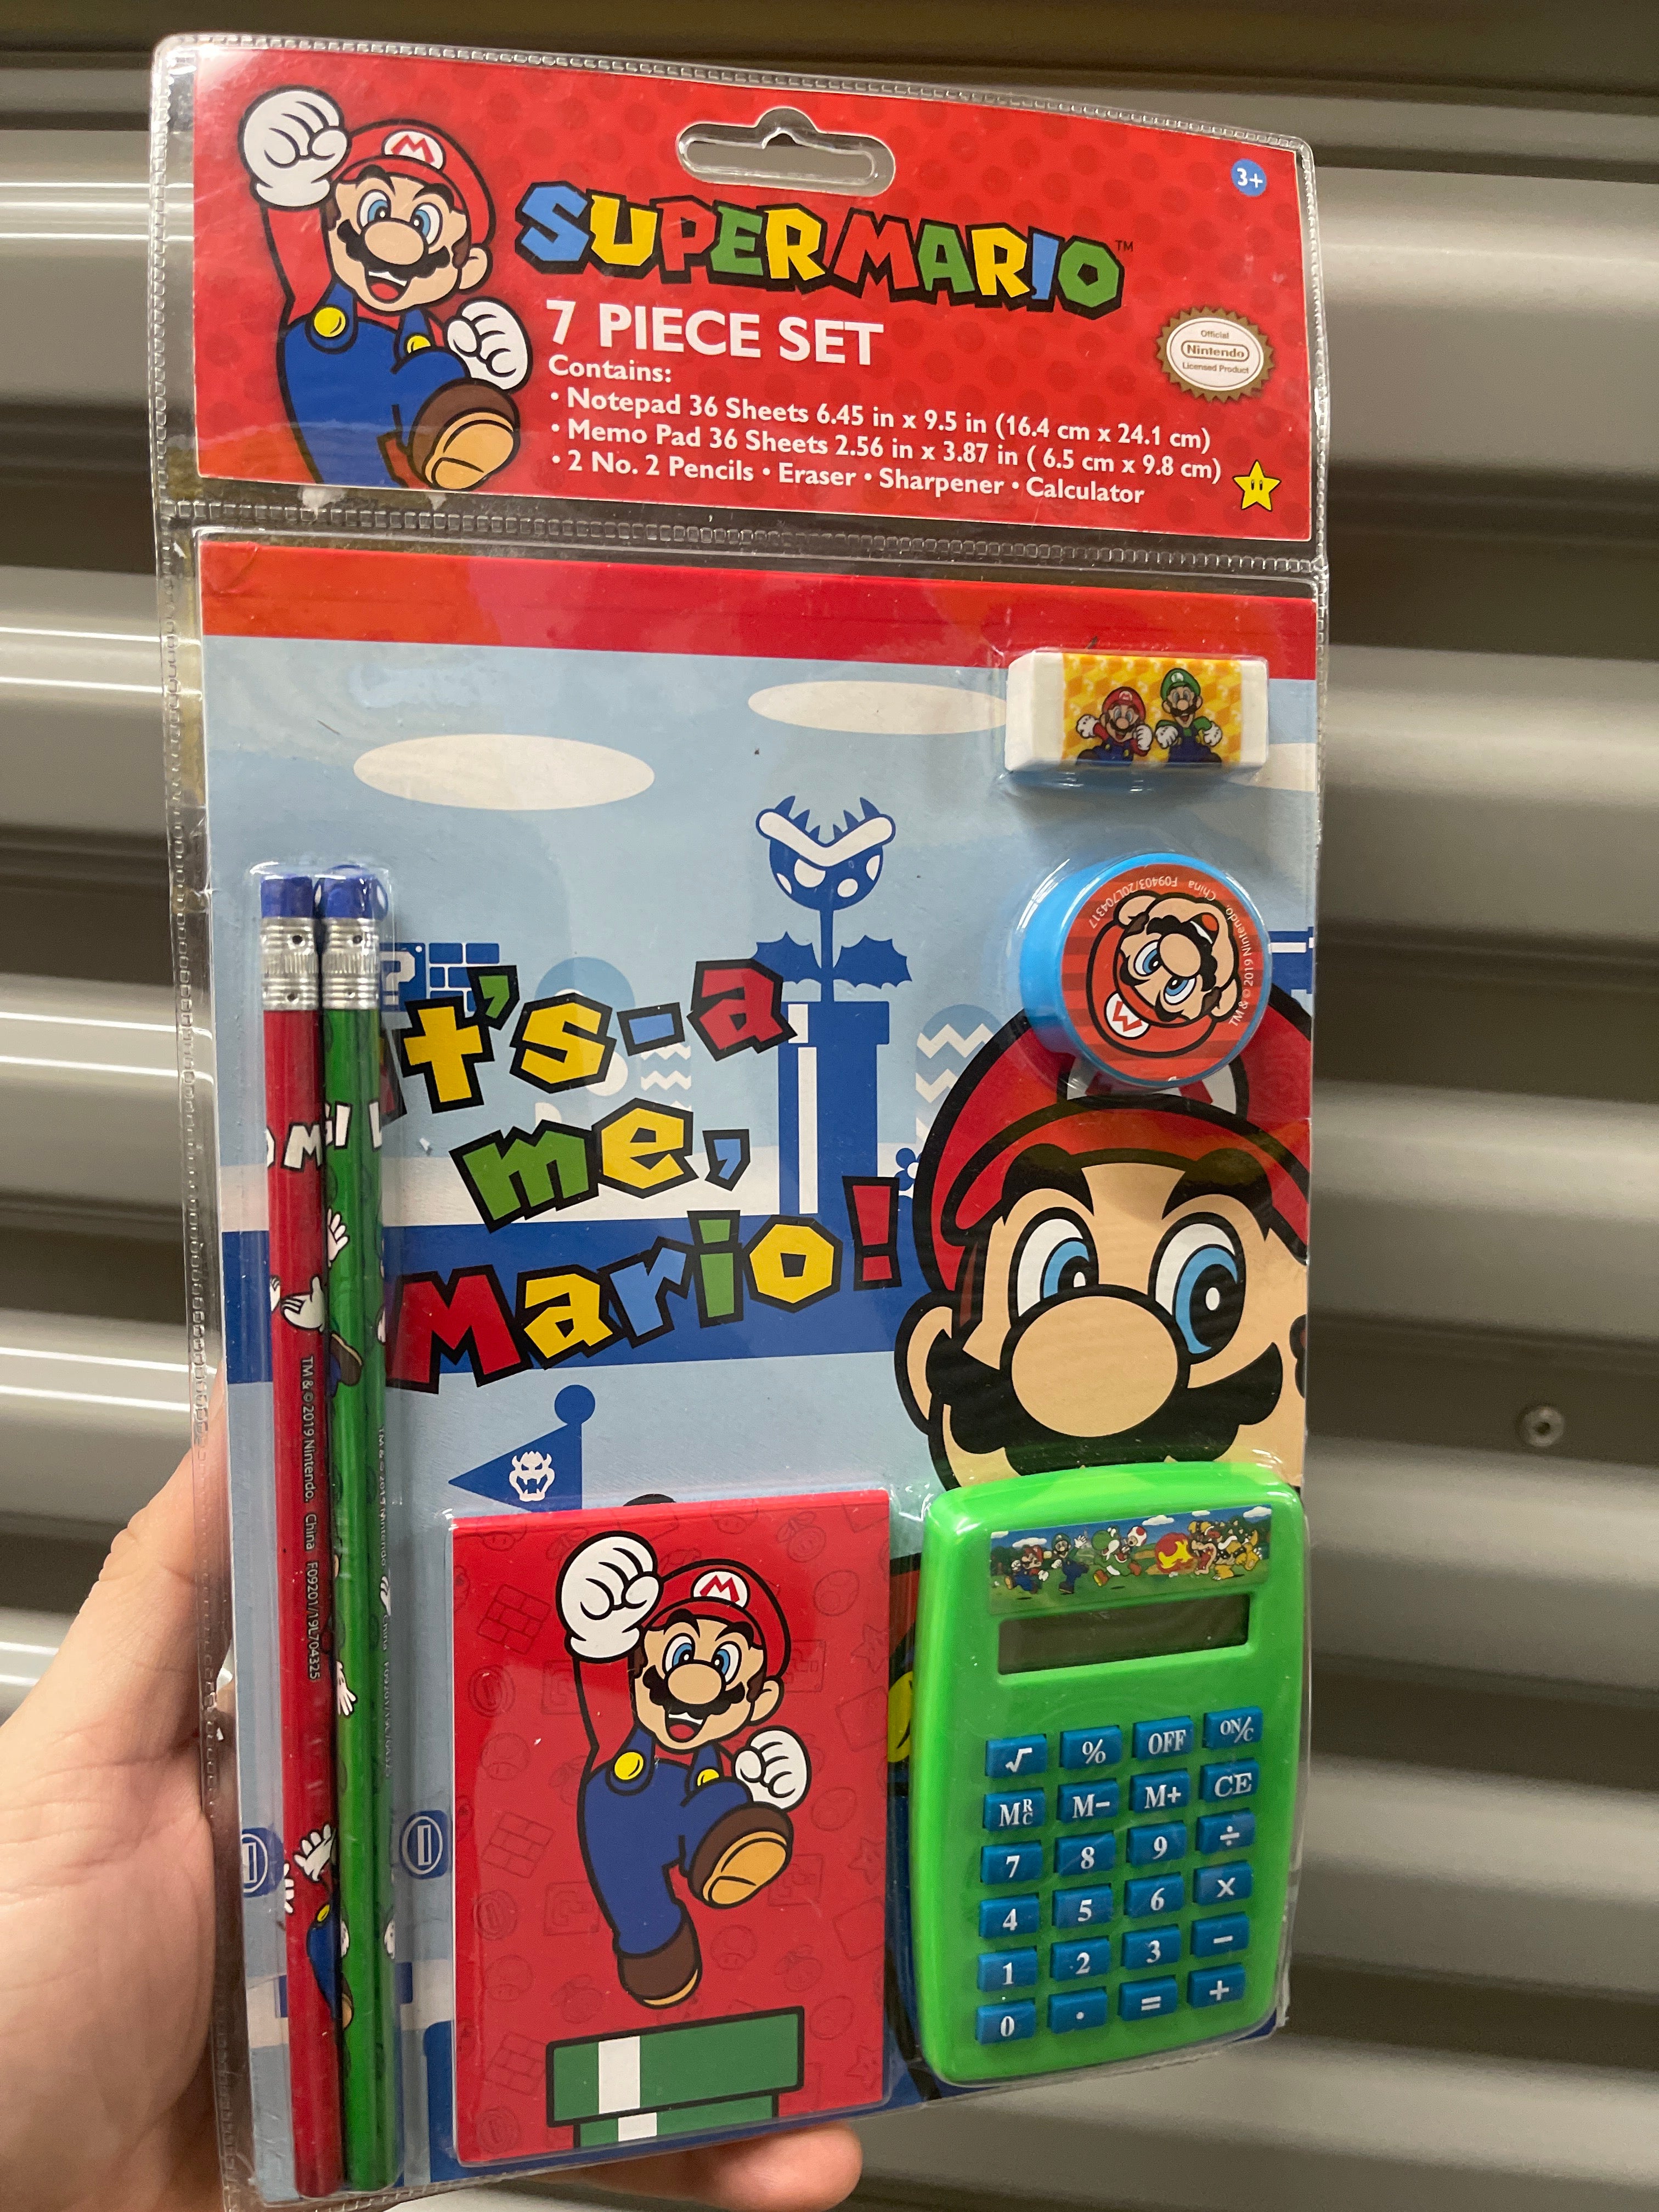 3+
SUPER MARIO™
7 PIECE SET
Official
Nintendo
Licensed Product
Contains:
• Notepad 36 Sheets 6.45 in x 9.5 in (16.4 cm x 24.1 cm)
• Memo Pad 36 Sheets 2.56 in x 3.87 in ( 6.5 cm x 9.8 cm)
• 2 No. 2 Pencils • Eraser • Sharpener • Calculator
M
TM & © 2019 Nintendo. China F09403/20L704317
M
?
t's-a
me,
Mario!
TM & © 2019 Nintendo. China F09201/19L704325
M
√ % OFF ON/C
MRC M− M+ CE
7 8 9 ÷
4 5 6 X
1 2 3 −
0 . = +